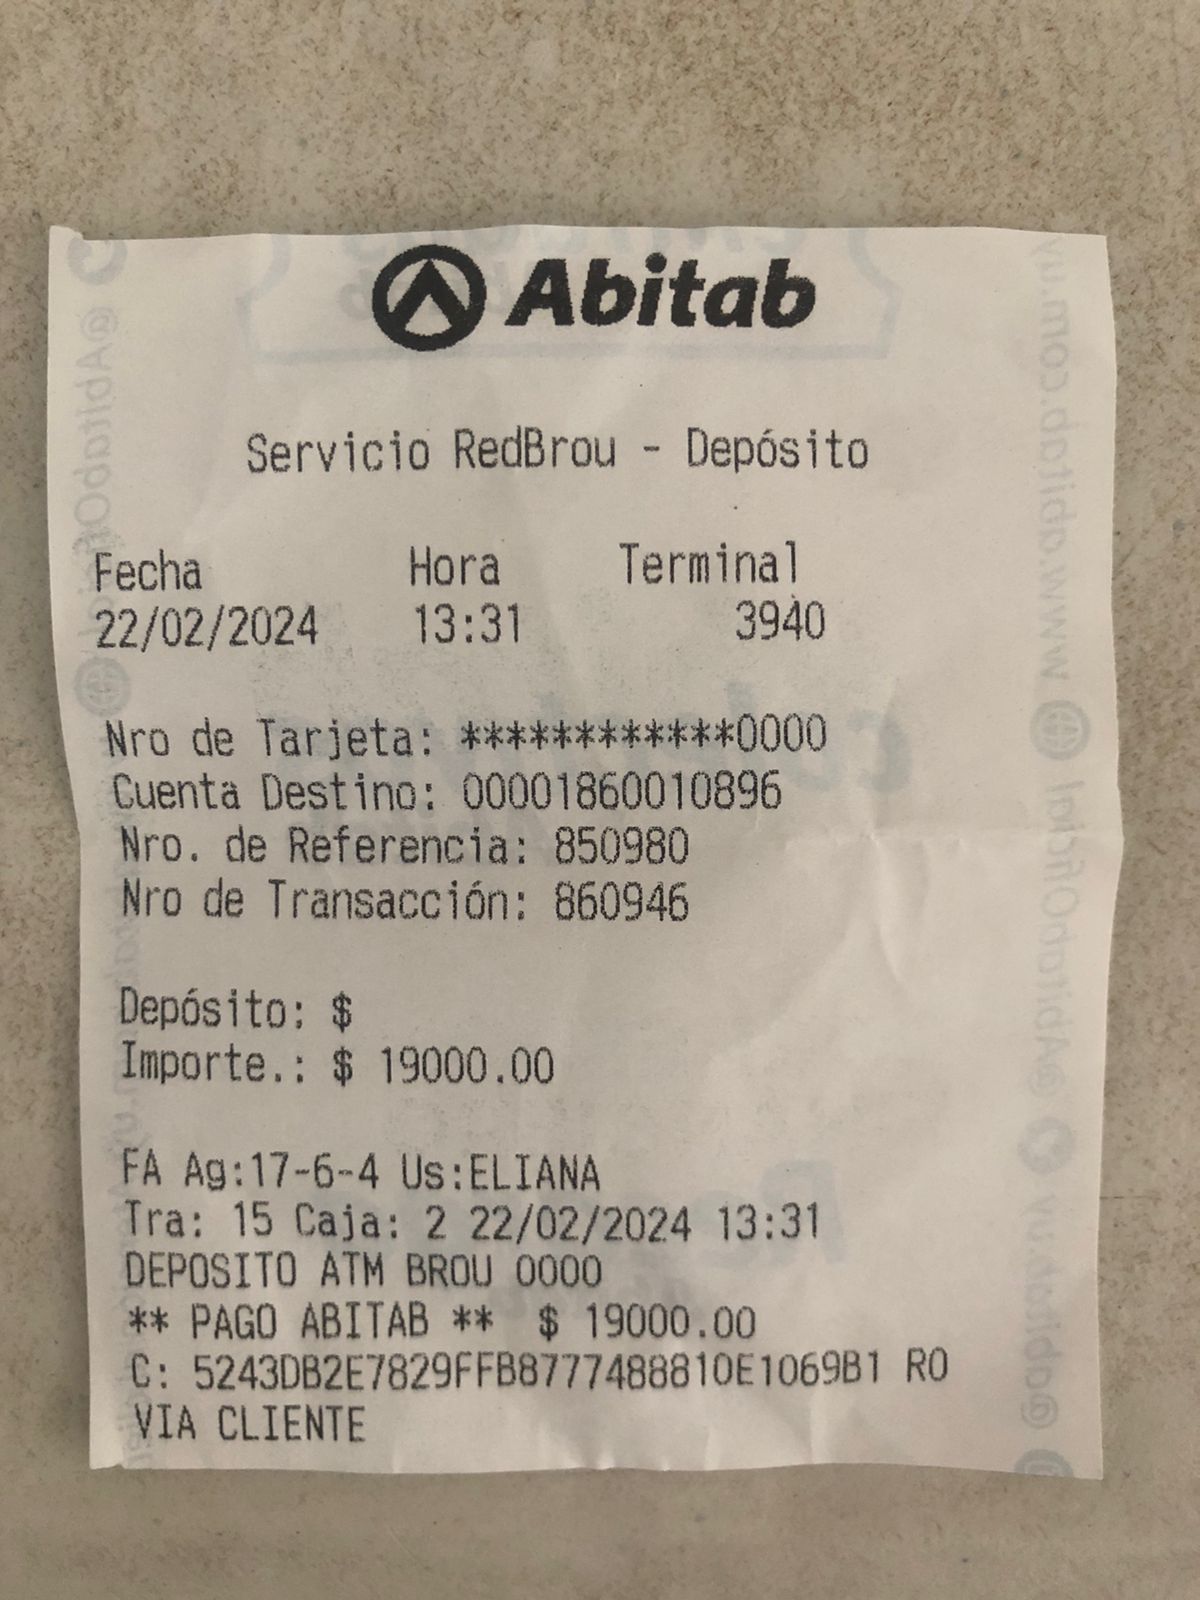 Abitab
Servicio RedBrou - Depósito
Fecha Hora Terminal
22/02/2024 13:31 3940
Nro de Tarjeta: ************0000
Cuenta Destino: 00001860010896
Nro. de Referencia: 850980
Nro de Transacción: 860946
Depósito: $
Importe.: $ 19000.00
FA Ag:17-6-4 Us:ELIANA
Tra: 15 Caja: 2 22/02/2024 13:31
DEPOSITO ATM BROU 0000
** PAGO ABITAB ** $ 19000.00
C: 5243DB2E7829FFB8777488810E1069B1 RO
VIA CLIENTE